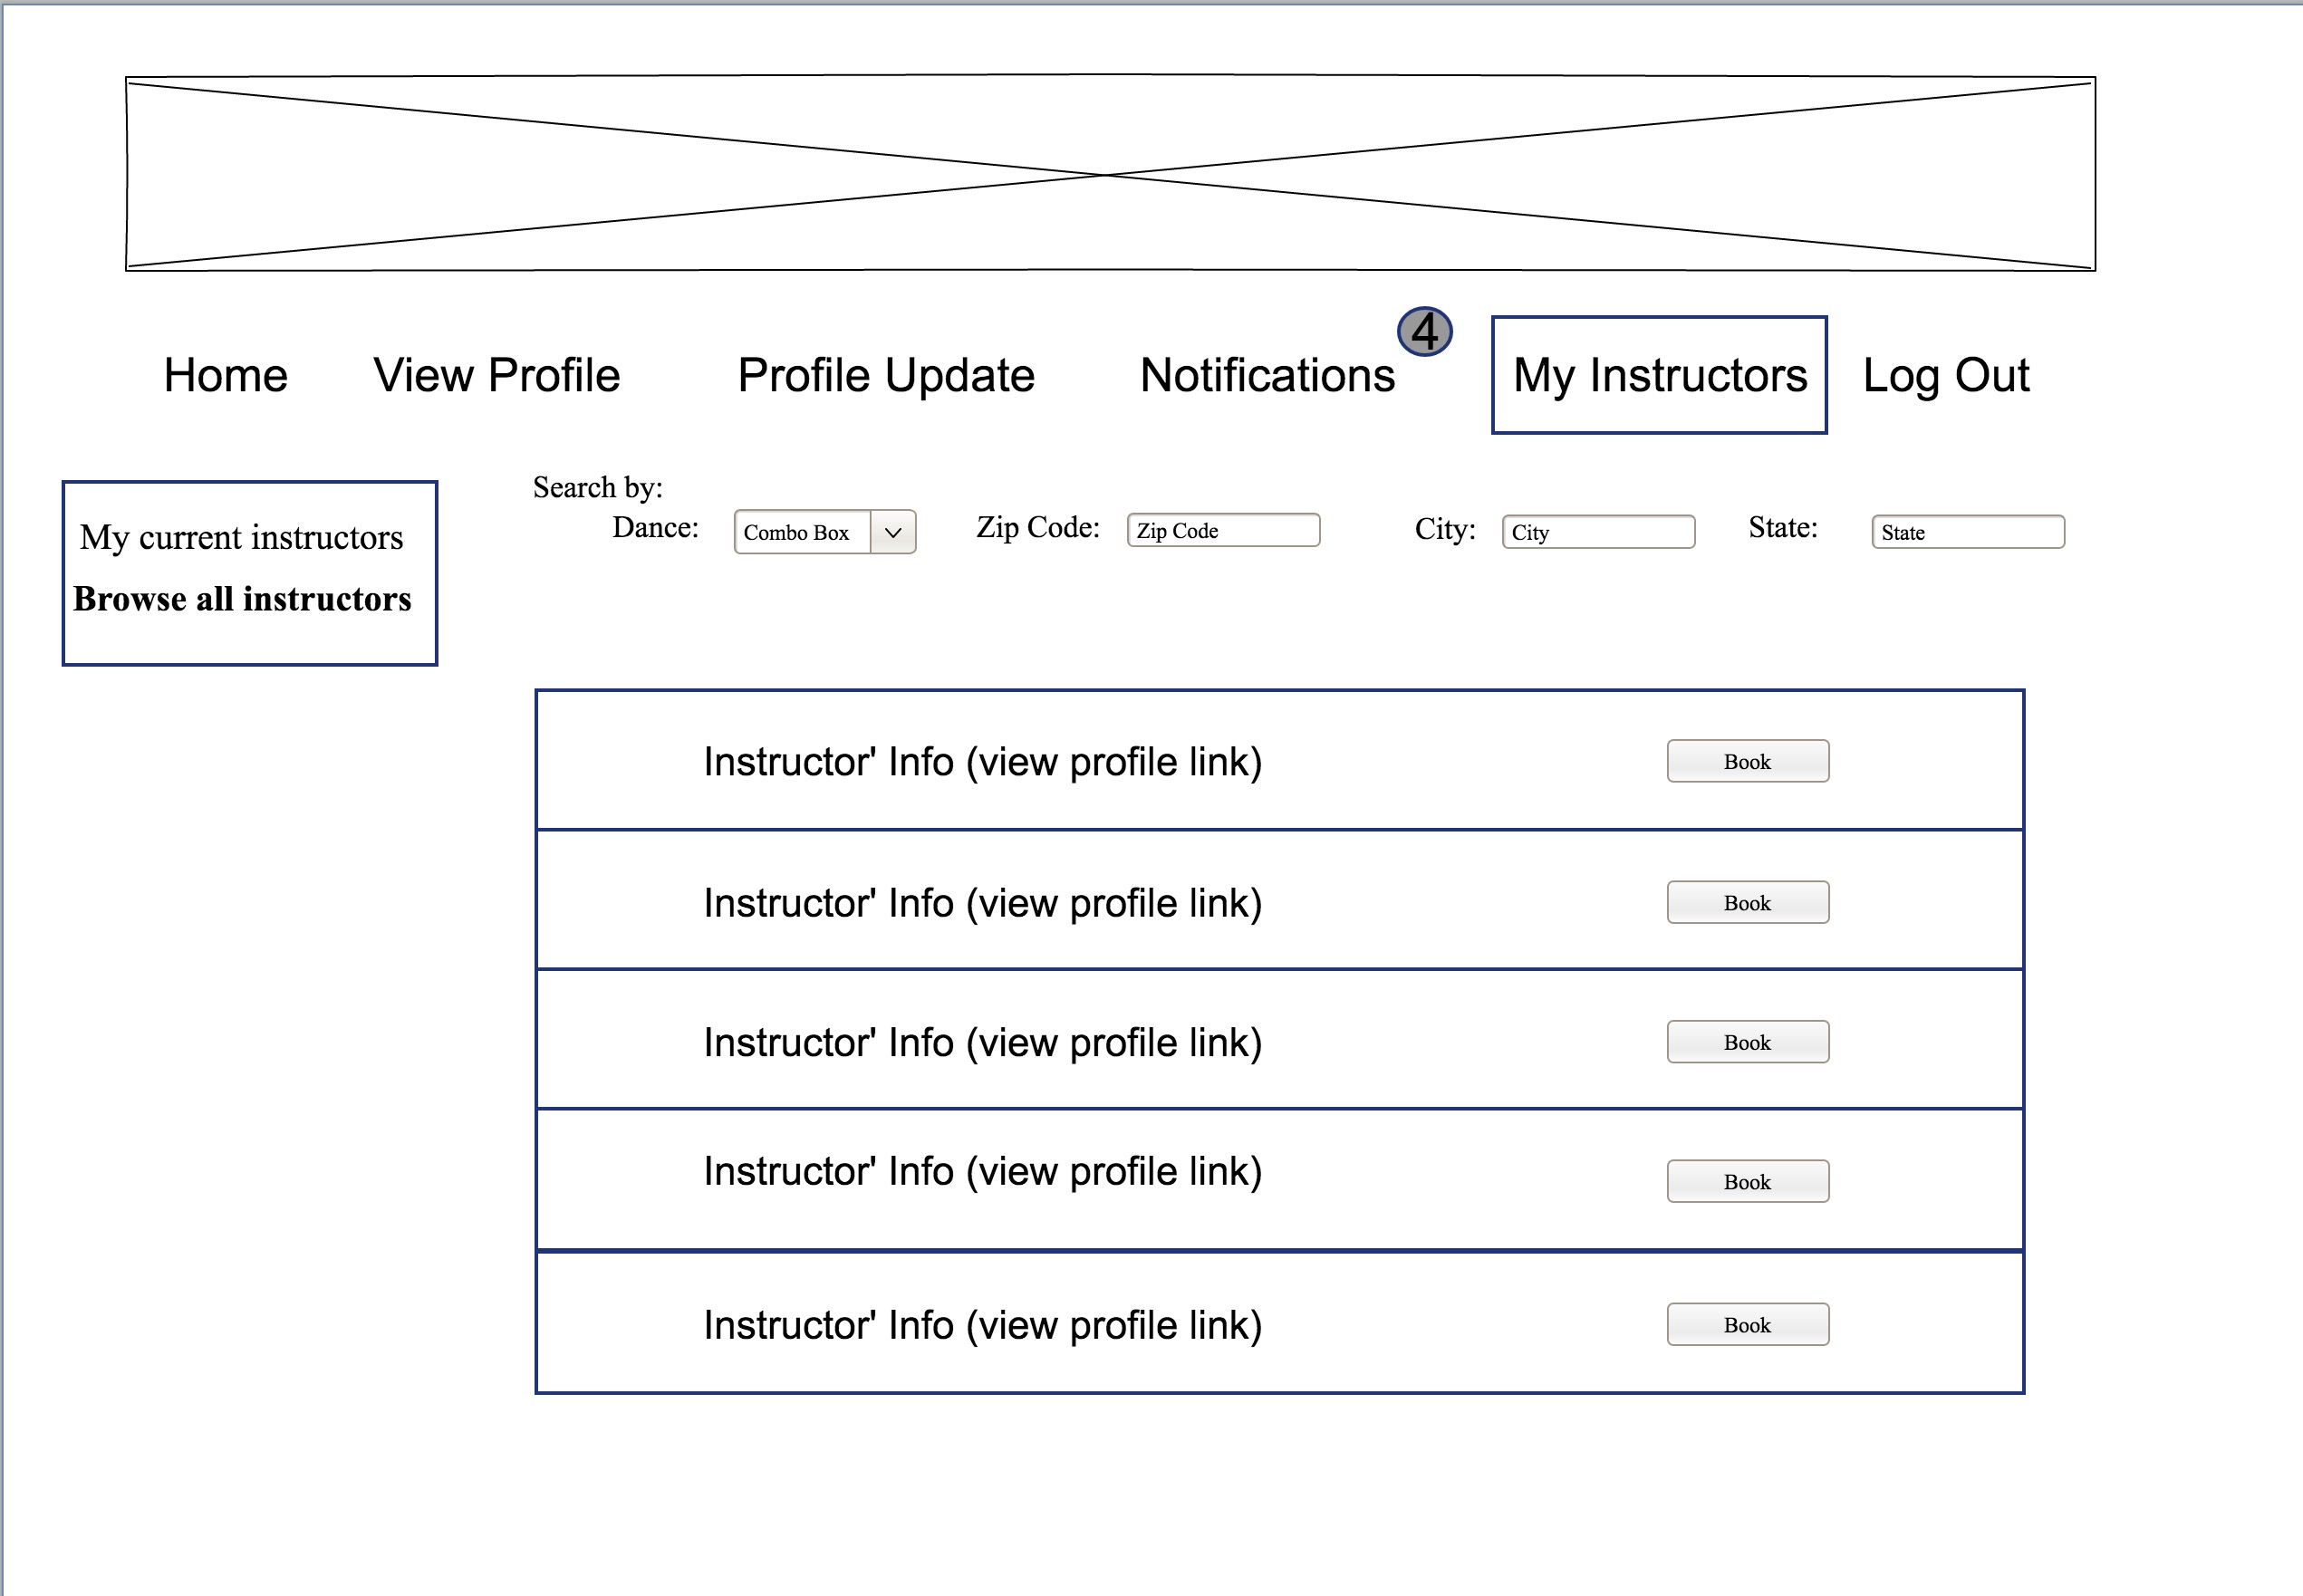 4
Home View Profile Profile Update Notifications My Instructors Log Out
Search by:
Dance: Combo Box Zip Code: Zip Code City: City State: State
My current instructors
Browse all instructors
Instructor' Info (view profile link) Book
Instructor' Info (view profile link) Book
Instructor' Info (view profile link) Book
Instructor' Info (view profile link) Book
Instructor' Info (view profile link) Book